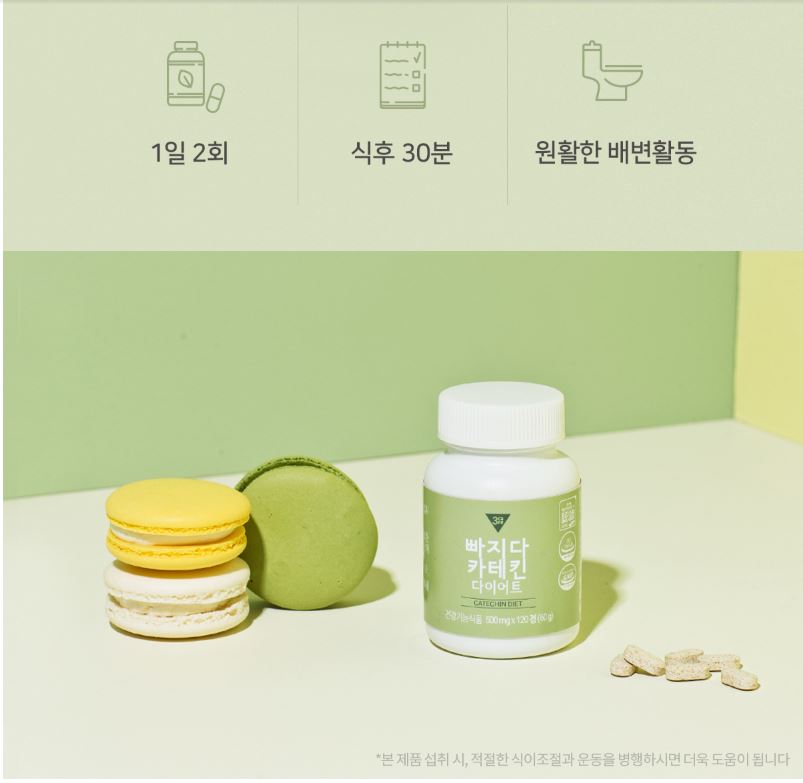 1일 2회
식후 30분
원활한 배변활동
빠지다
카테킨
다이어트
CATECHIN DIET
건강기능식품 500mg x 120정 (60g)
*본 제품 섭취 시, 적절한 식이조절과 운동을 병행하시면 더욱 도움이 됩니다